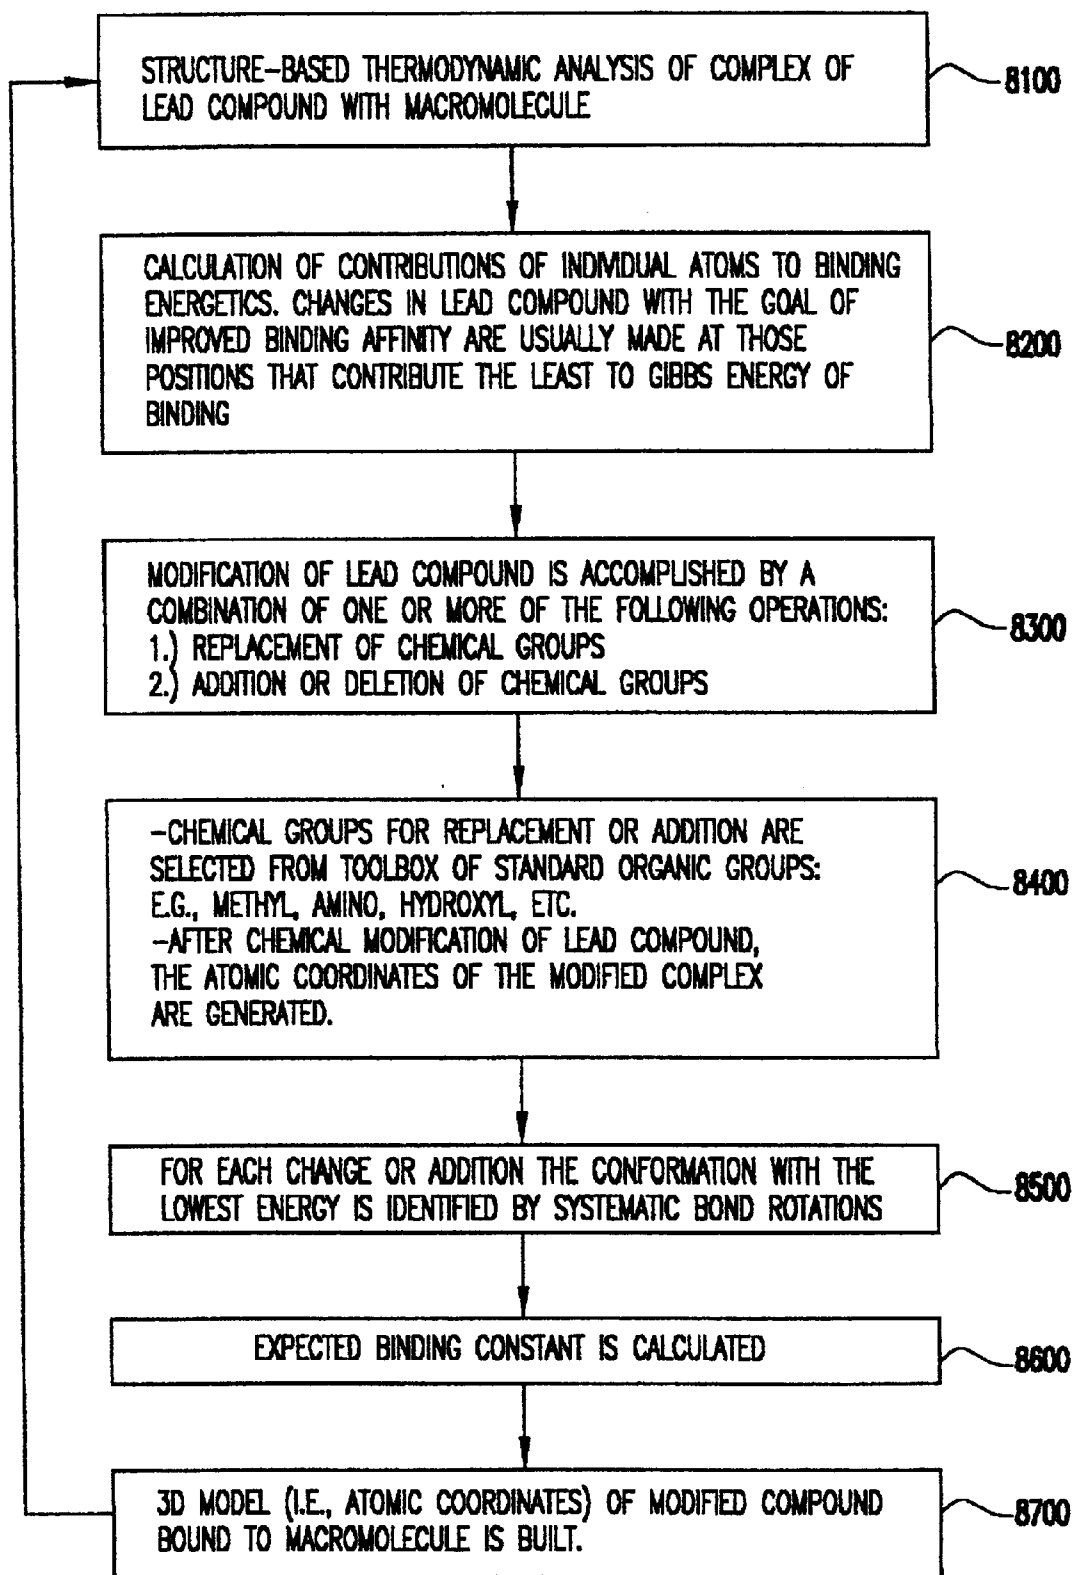 STRUCTURE-BASED THERMODYNAMIC ANALYSIS OF COMPLEX OF
LEAD COMPOUND WITH MACROMOLECULE
8100
CALCULATION OF CONTRIBUTIONS OF INDIVIDUAL ATOMS TO BINDING
ENERGETICS. CHANGES IN LEAD COMPOUND WITH THE GOAL OF
IMPROVED BINDING AFFINITY ARE USUALLY MADE AT THOSE
POSITIONS THAT CONTRIBUTE THE LEAST TO GIBBS ENERGY OF
BINDING
8200
MODIFICATION OF LEAD COMPOUND IS ACCOMPLISHED BY A
COMBINATION OF ONE OR MORE OF THE FOLLOWING OPERATIONS:
1.) REPLACEMENT OF CHEMICAL GROUPS
2.) ADDITION OR DELETION OF CHEMICAL GROUPS
8300
-CHEMICAL GROUPS FOR REPLACEMENT OR ADDITION ARE
SELECTED FROM TOOLBOX OF STANDARD ORGANIC GROUPS:
E.G., METHYL, AMINO, HYDROXYL, ETC.
-AFTER CHEMICAL MODIFICATION OF LEAD COMPOUND,
THE ATOMIC COORDINATES OF THE MODIFIED COMPLEX
ARE GENERATED.
8400
FOR EACH CHANGE OR ADDITION THE CONFORMATION WITH THE
LOWEST ENERGY IS IDENTIFIED BY SYSTEMATIC BOND ROTATIONS
8500
EXPECTED BINDING CONSTANT IS CALCULATED
8600
3D MODEL (I.E., ATOMIC COORDINATES) OF MODIFIED COMPOUND
BOUND TO MACROMOLECULE IS BUILT.
8700